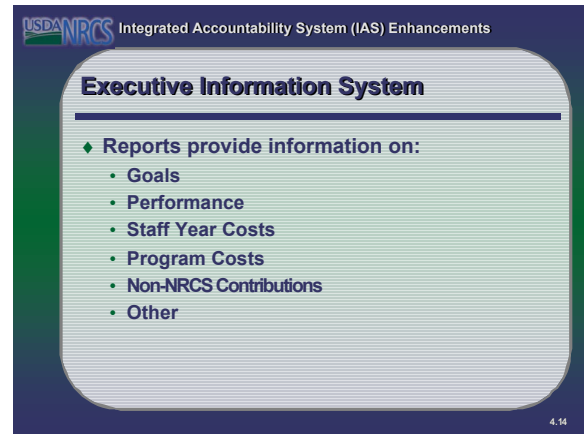 USDA NRCS Integrated Accountability System (IAS) Enhancements
Executive Information System
♦ Reports provide information on:
• Goals
• Performance
• Staff Year Costs
• Program Costs
• Non-NRCS Contributions
• Other
4.14